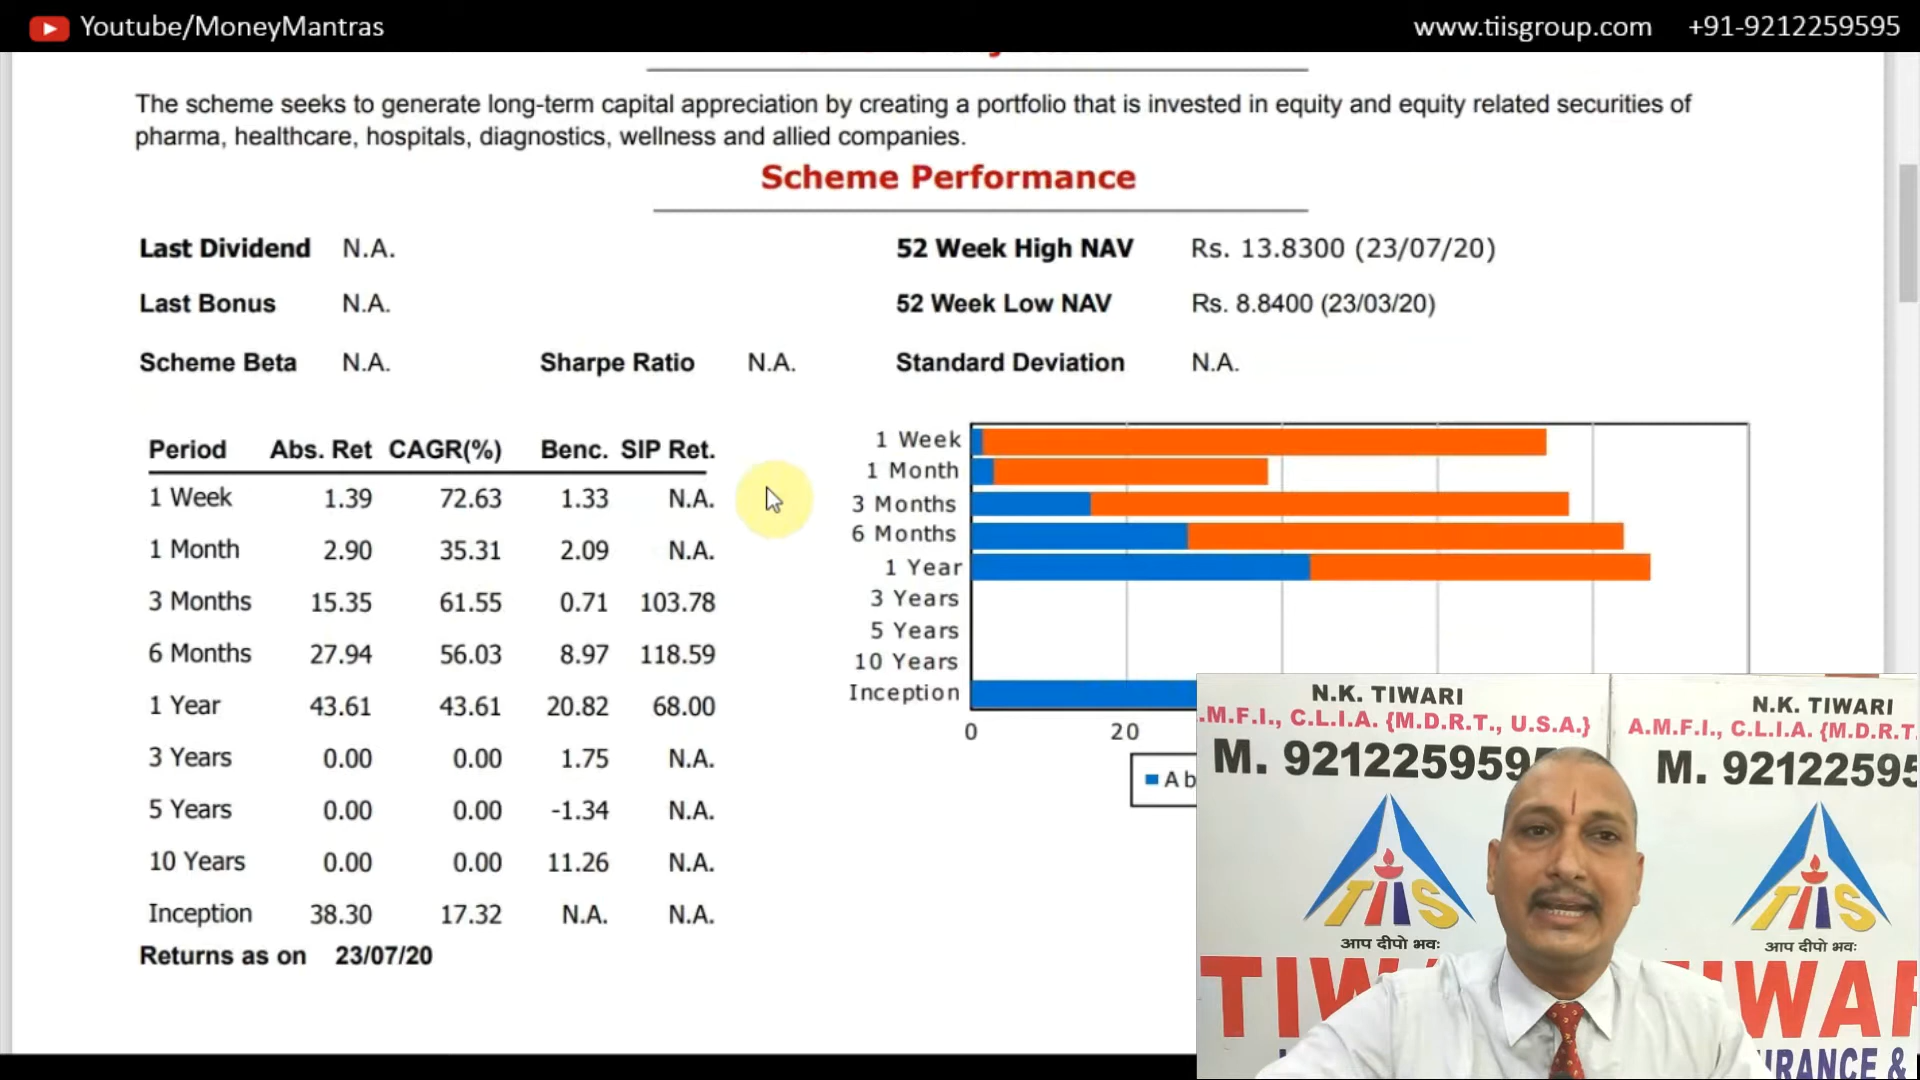 Youtube/MoneyMantras
www.tiisgroup.com +91-9212259595
The scheme seeks to generate long-term capital appreciation by creating a portfolio that is invested in equity and equity related securities of
pharma, healthcare, hospitals, diagnostics, wellness and allied companies.
Scheme Performance
Last Dividend N.A. 52 Week High NAV Rs. 13.8300 (23/07/20)
Last Bonus N.A. 52 Week Low NAV Rs. 8.8400 (23/03/20)
Scheme Beta N.A. Sharpe Ratio N.A. Standard Deviation N.A.
Period Abs. Ret CAGR(%) Benc. SIP Ret.
1 Week 1.39 72.63 1.33 N.A.
1 Month 2.90 35.31 2.09 N.A.
3 Months 15.35 61.55 0.71 103.78
6 Months 27.94 56.03 8.97 118.59
1 Year 43.61 43.61 20.82 68.00
3 Years 0.00 0.00 1.75 N.A.
5 Years 0.00 0.00 -1.34 N.A.
10 Years 0.00 0.00 11.26 N.A.
Inception 38.30 17.32 N.A. N.A.
Returns as on 23/07/20
1 Week
1 Month
3 Months
6 Months
1 Year
3 Years
5 Years
10 Years
Inception
0 20
Ab
N.K. TIWARI
.M.F.I., C.L.I.A. {M.D.R.T., U.S.A.}
M. 921225959
TIIS
आप दीपो भवः
TIW
N.K. TIWARI
A.M.F.I., C.L.I.A. {M.D.R.T.
M. 92122595
TIIS
आप दीपो भवः
IWAR
URANCE &